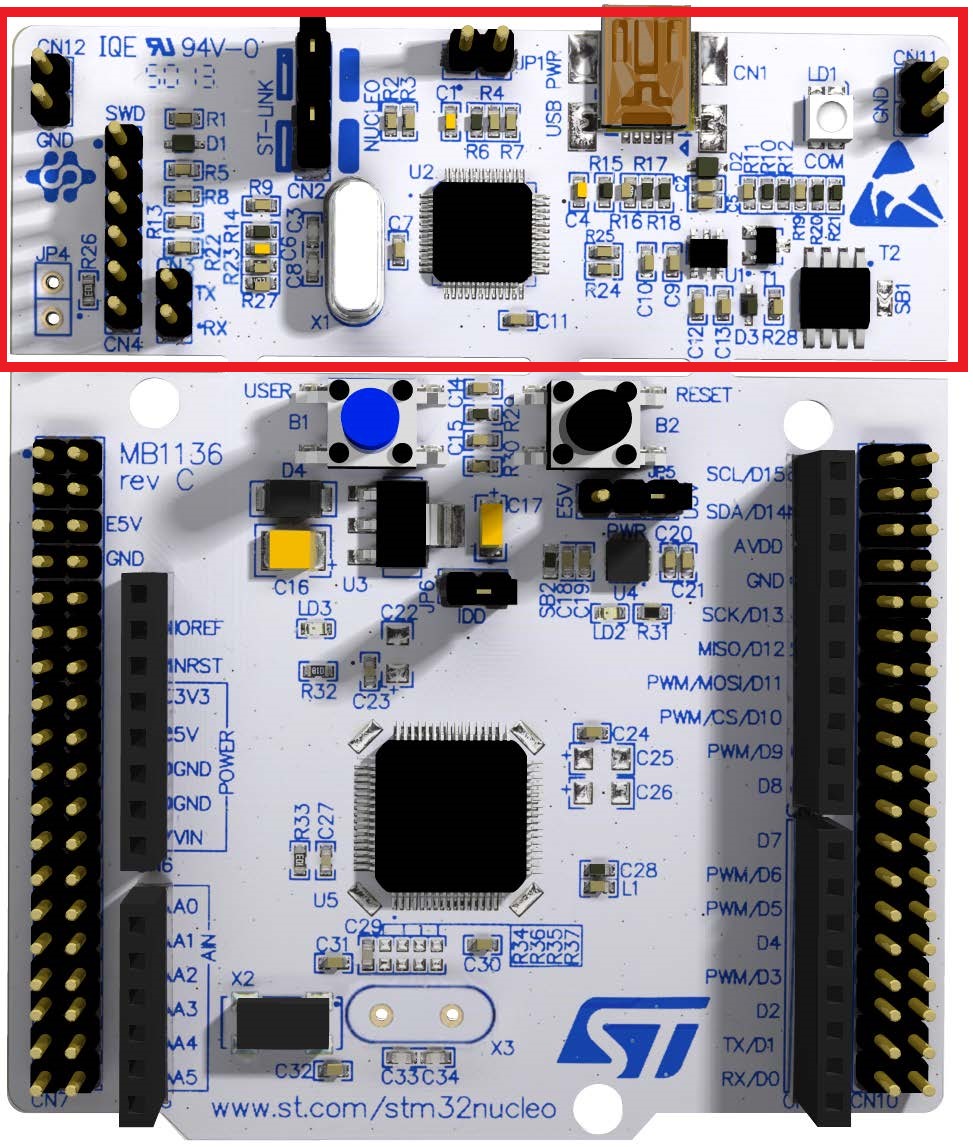 CN12 IQE 94V-0
5013
JP1
CN1
LD1
CN11
ST-LINK
NUCLEO
R2
R3
C1
R4
USB PWR
GND
SWD
R1
GND
D1
R6 R7
COM
R5
CN2
U2
R15 R17
C2
D2
R11
R10
R12
R9
R8
R13
R14
C3
C7
C4
R16 R18
C5
R19
R20
R21
JP4
R26
R22
R23
C6
C8
R25
R24
C10
C9
U1
T1
T2
TX
R27
SB1
RX
X1
C11
C12
C13
D3 R28
CN4
USER
B1
C14
R29
RESET
B2
MB1136
rev C
C15
R30
D4
JP5
SCL/D15
E5V
C17
E5V
SDA/D14
PWR
C20
AVDD
GND
C16
U3
JP6
SB2
C18
C19
U4
C21
GND
LD3
C22
IDD
LD2 R31
SCK/D13
IOREF
MISO/D12
NRST
R32
C23
PWM/MOSI/D11
3V3
PWM/CS/D10
5V
C24
POWER
C25
PWM/D9
GND
C26
D8
GND
VIN
R33
C27
D7
C28
L1
PWM/D6
U5
A0
PWM/D5
AIN
C29
R34
R36
R35
R37
A1
C31
C30
D4
A2
X2
PWM/D3
A3
D2
A4
X3
ST
TX/D1
A5
C32
C33 C34
RX/D0
CN7
www.st.com/stm32nucleo
CN10